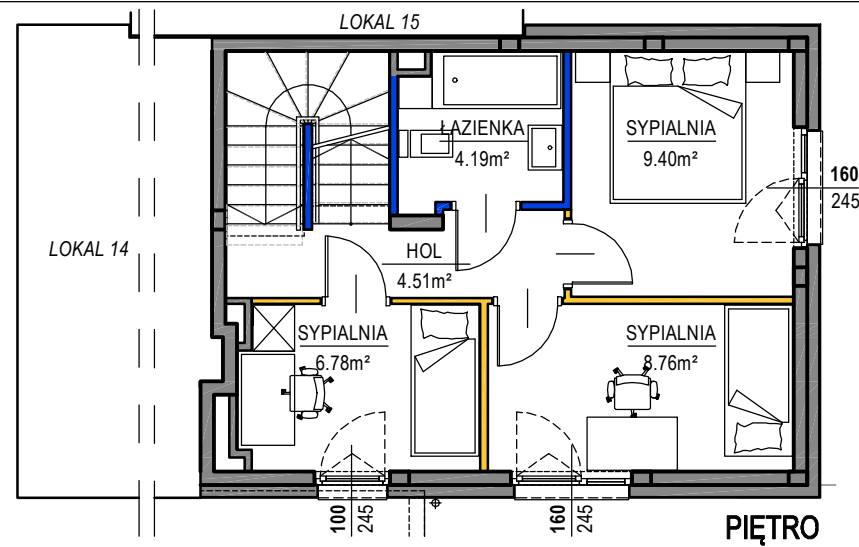 LOKAL 15
ŁAZIENKA
4.19m²
SYPIALNIA
9.40m²
160
245
LOKAL 14
HOL
4.51m²
SYPIALNIA
6.78m²
SYPIALNIA
8.76m²
100
245
160
245
PIĘTRO